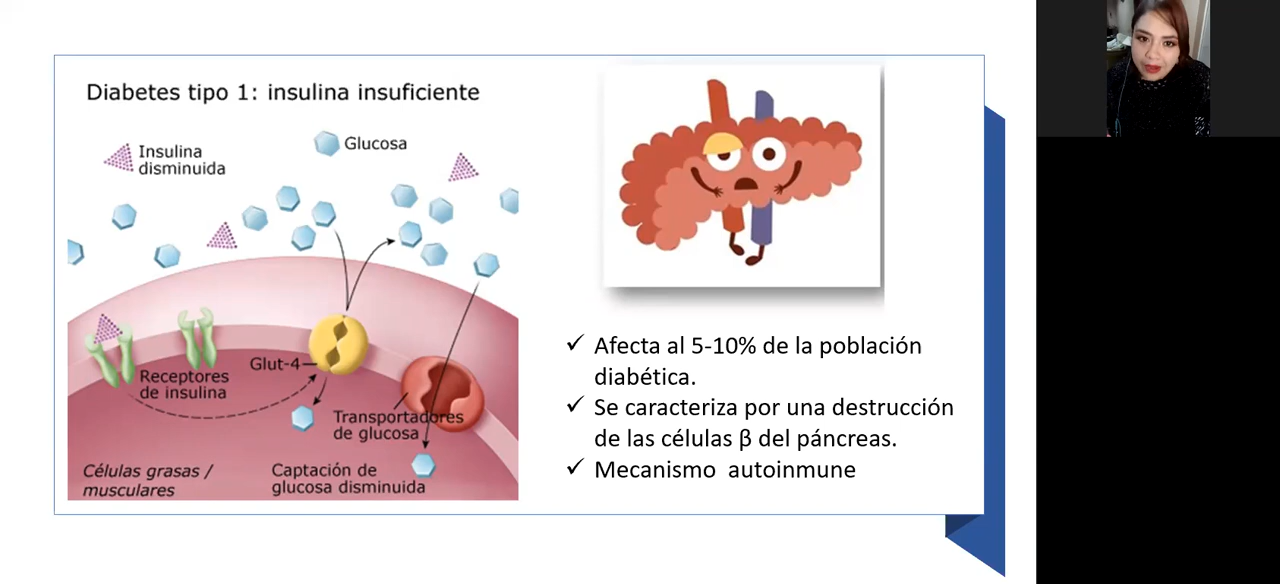 Diabetes tipo 1: insulina insuficiente
Insulina
disminuida
Glucosa
Glut-4
Receptores
de insulina
Transportadores
de glucosa
Células grasas /
musculares
Captación de
glucosa disminuida
✓ Afecta al 5-10% de la población
diabética.
✓ Se caracteriza por una destrucción
de las células β del páncreas.
✓ Mecanismo autoinmune